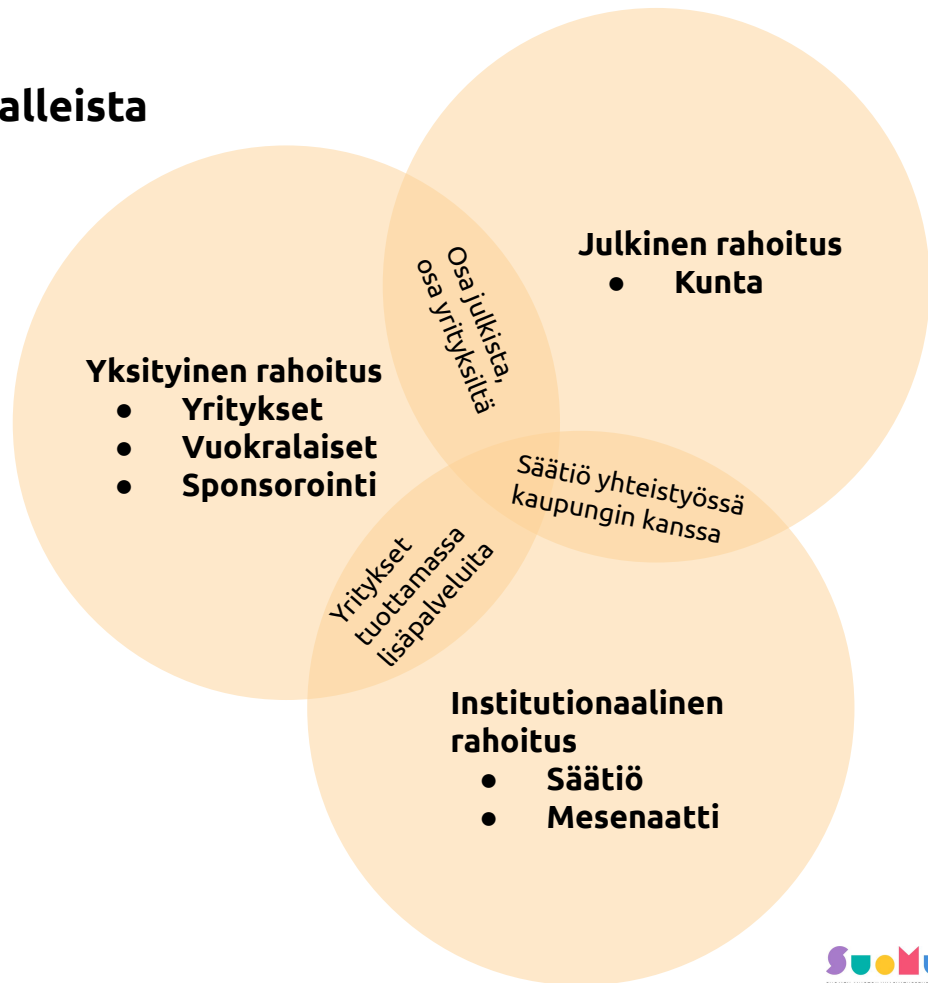 alleista
Julkinen rahoitus
● Kunta
Osa julkista,
osa yrityksiltä
Yksityinen rahoitus
● Yritykset
● Vuokralaiset
● Sponsorointi
Säätiö yhteistyössä
kaupungin kanssa
Yritykset
tuottamassa
lisäpalveluita
Institutionaalinen
rahoitus
● Säätiö
● Mesenaatti
SuoMu